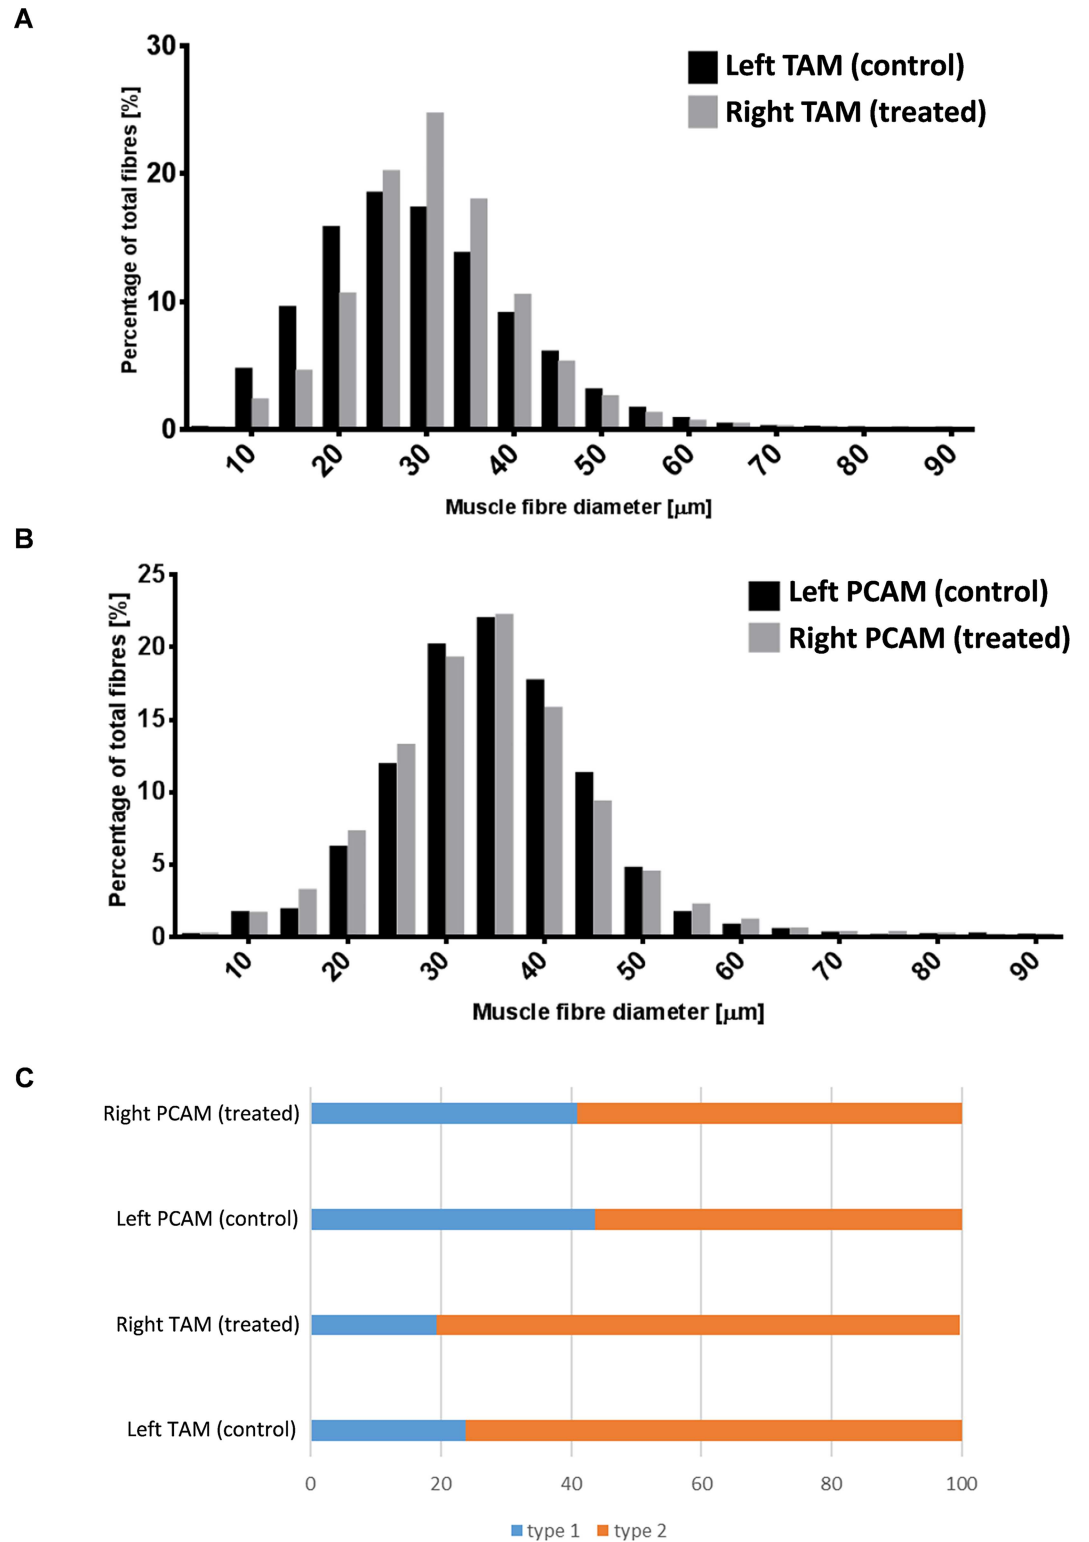 A
30
20
10
0
Percentage of total fibres [%]
Left TAM (control)
Right TAM (treated)
10 20 30 40 50 60 70 80 90
Muscle fibre diameter [μm]
B
25
20
15
10
5
0
Percentage of total fibres [%]
Left PCAM (control)
Right PCAM (treated)
10 20 30 40 50 60 70 80 90
Muscle fibre diameter [μm]
C
Right PCAM (treated)
Left PCAM (control)
Right TAM (treated)
Left TAM (control)
0 20 40 60 80 100
type 1 type 2